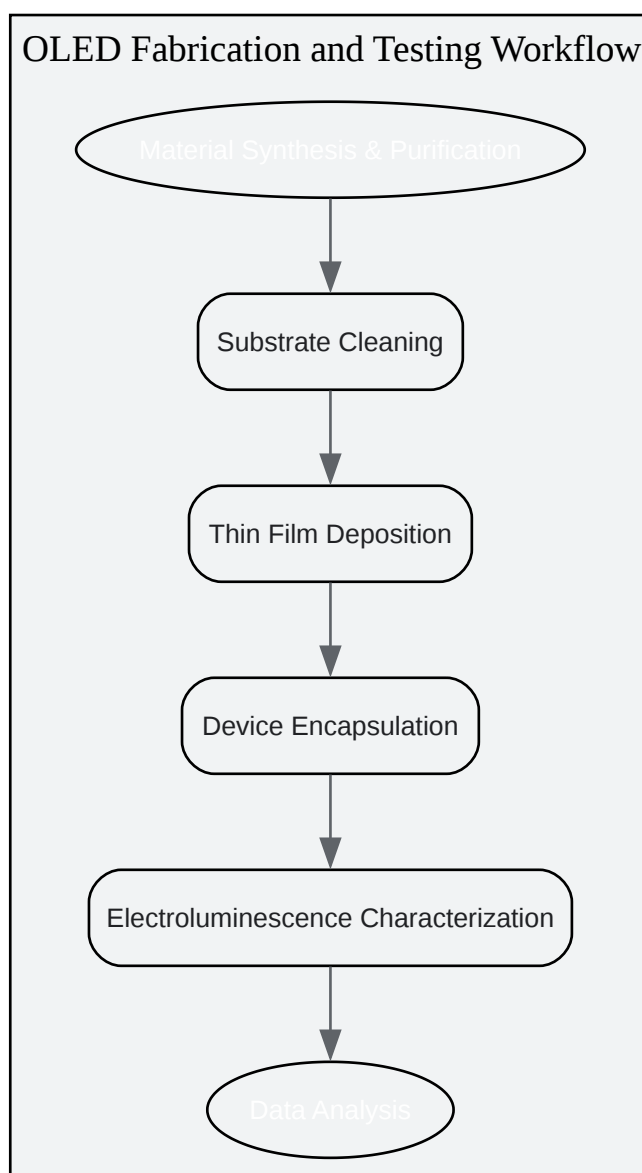 OLED Fabrication and Testing Workflow
Material Synthesis & Purification
Substrate Cleaning
Thin Film Deposition
Device Encapsulation
Electroluminescence Characterization
Data Analysis